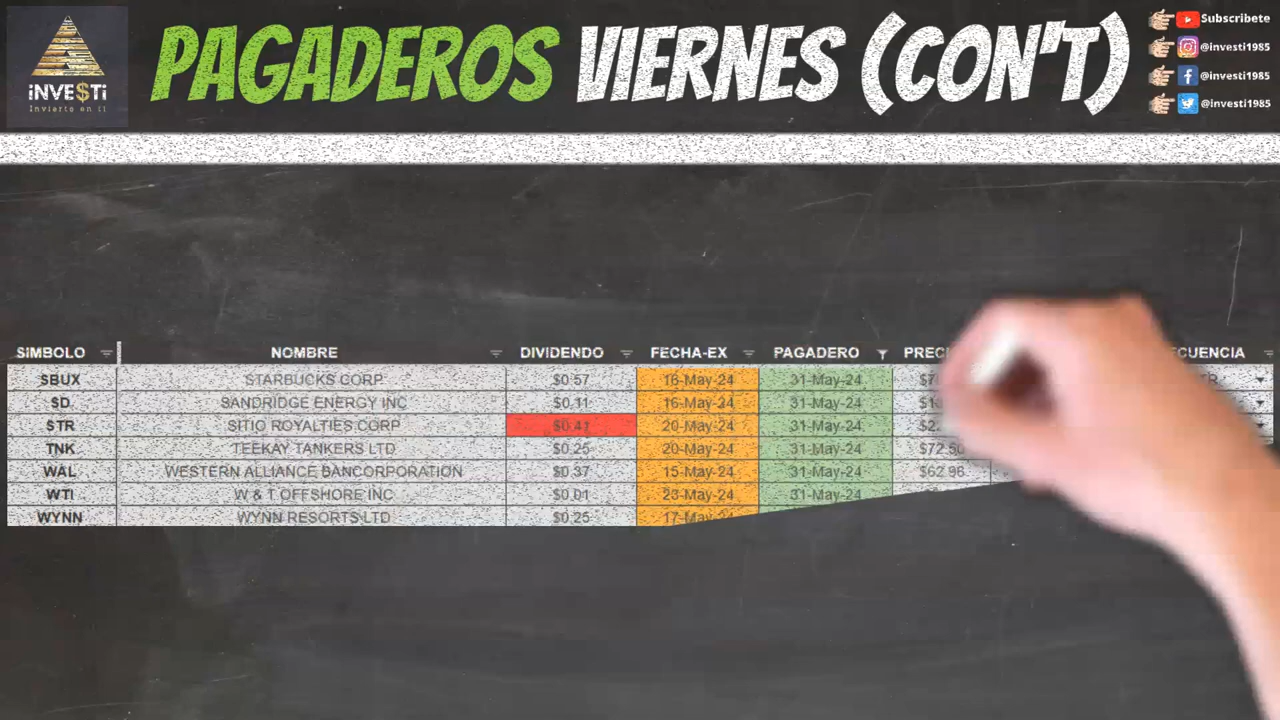 iNVE$Ti
Invierte en ti
PAGADEROS VIERNES (CON'T)
Subscribete
@investi1985
@investi1985
@investi1985
SIMBOLO NOMBRE DIVIDENDO FECHA-EX PAGADERO
SBUX STARBUCKS CORP $0.57 16-May-24 31-May-24
SD SANDRIDGE ENERGY INC $0.11 16-May-24 31-May-24
STR SITIO ROYALTIES CORP $0.41 20-May-24 31-May-24
TNK TEEKAY TANKERS LTD $0.25 20-May-24 31-May-24 $72.50
WAL WESTERN ALLIANCE BANCORPORATION $0.37 15-May-24 31-May-24 $62.96
WTI W & T OFFSHORE INC $0.01 23-May-24 31-May-24
WYNN WYNN RESORTS LTD $0.25